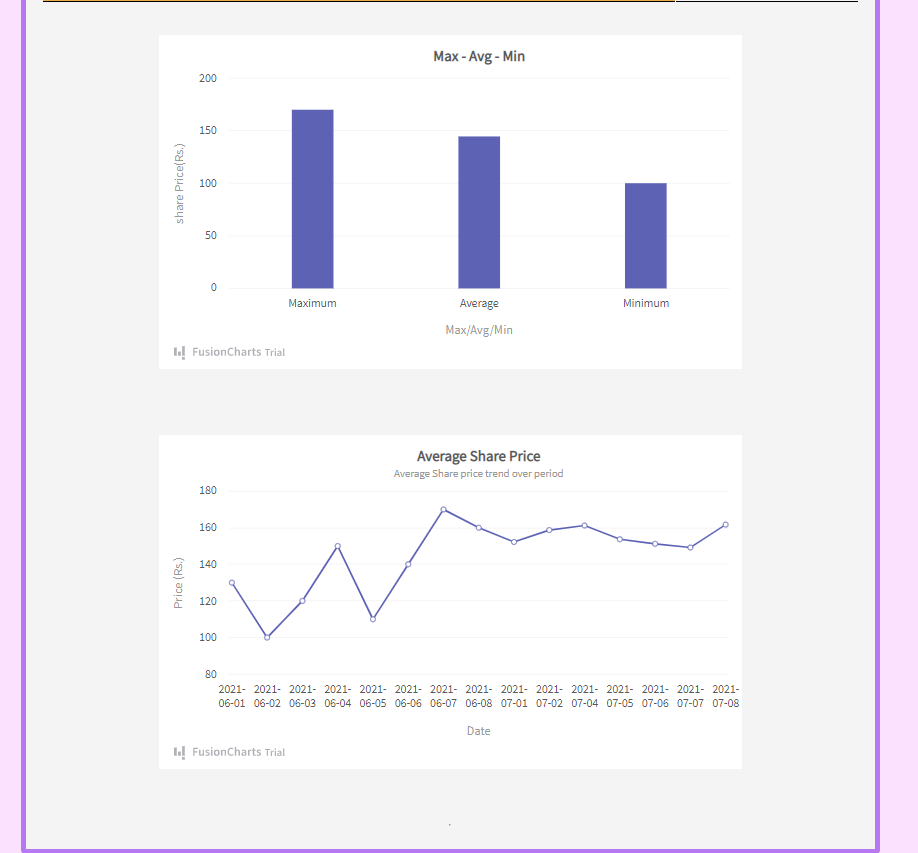 Max - Avg - Min
200
150
100
50
0
share Price(Rs.)
Maximum Average Minimum
Max/Avg/Min
FusionCharts Trial
Average Share Price
Average Share price trend over period
180
160
140
120
100
80
Price (Rs.)
2021- 2021- 2021- 2021- 2021- 2021- 2021- 2021- 2021- 2021- 2021- 2021- 2021- 2021- 2021-
06-01 06-02 06-03 06-04 06-05 06-06 06-07 06-08 07-01 07-02 07-04 07-05 07-06 07-07 07-08
Date
FusionCharts Trial
.